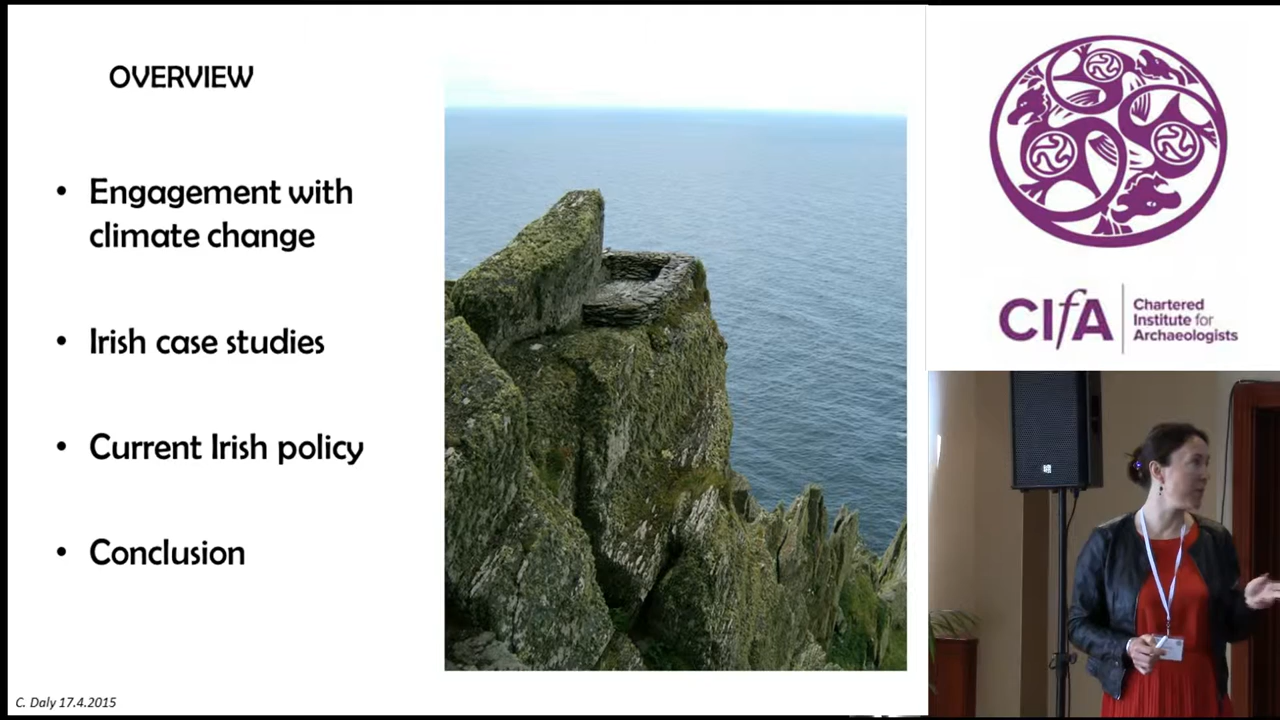 OVERVIEW
• Engagement with
climate change
• Irish case studies
• Current Irish policy
• Conclusion
C. Daly 17.4.2015
CIfA
Chartered
Institute for
Archaeologists